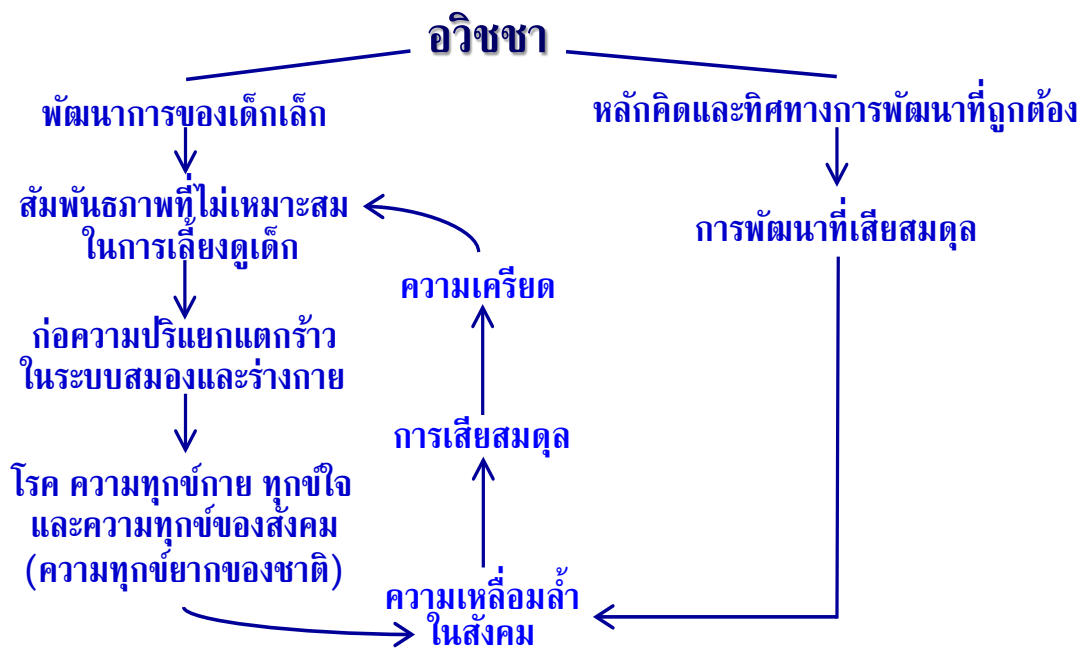 อวิชชา
พัฒนาการของเด็กเล็ก
หลักคิดและทิศทางการพัฒนาที่ถูกต้อง
สัมพันธภาพที่ไม่เหมาะสม
ในการเลี้ยงดูเด็ก
การพัฒนาที่เสียสมดุล
ความเครียด
ก่อความปริแยกแตกร้าว
ในระบบสมองและร่างกาย
การเสียสมดุล
โรค ความทุกข์กาย ทุกข์ใจ
และความทุกข์ของสังคม
(ความทุกข์ยากของชาติ)
ความเหลื่อมล้ำ
ในสังคม